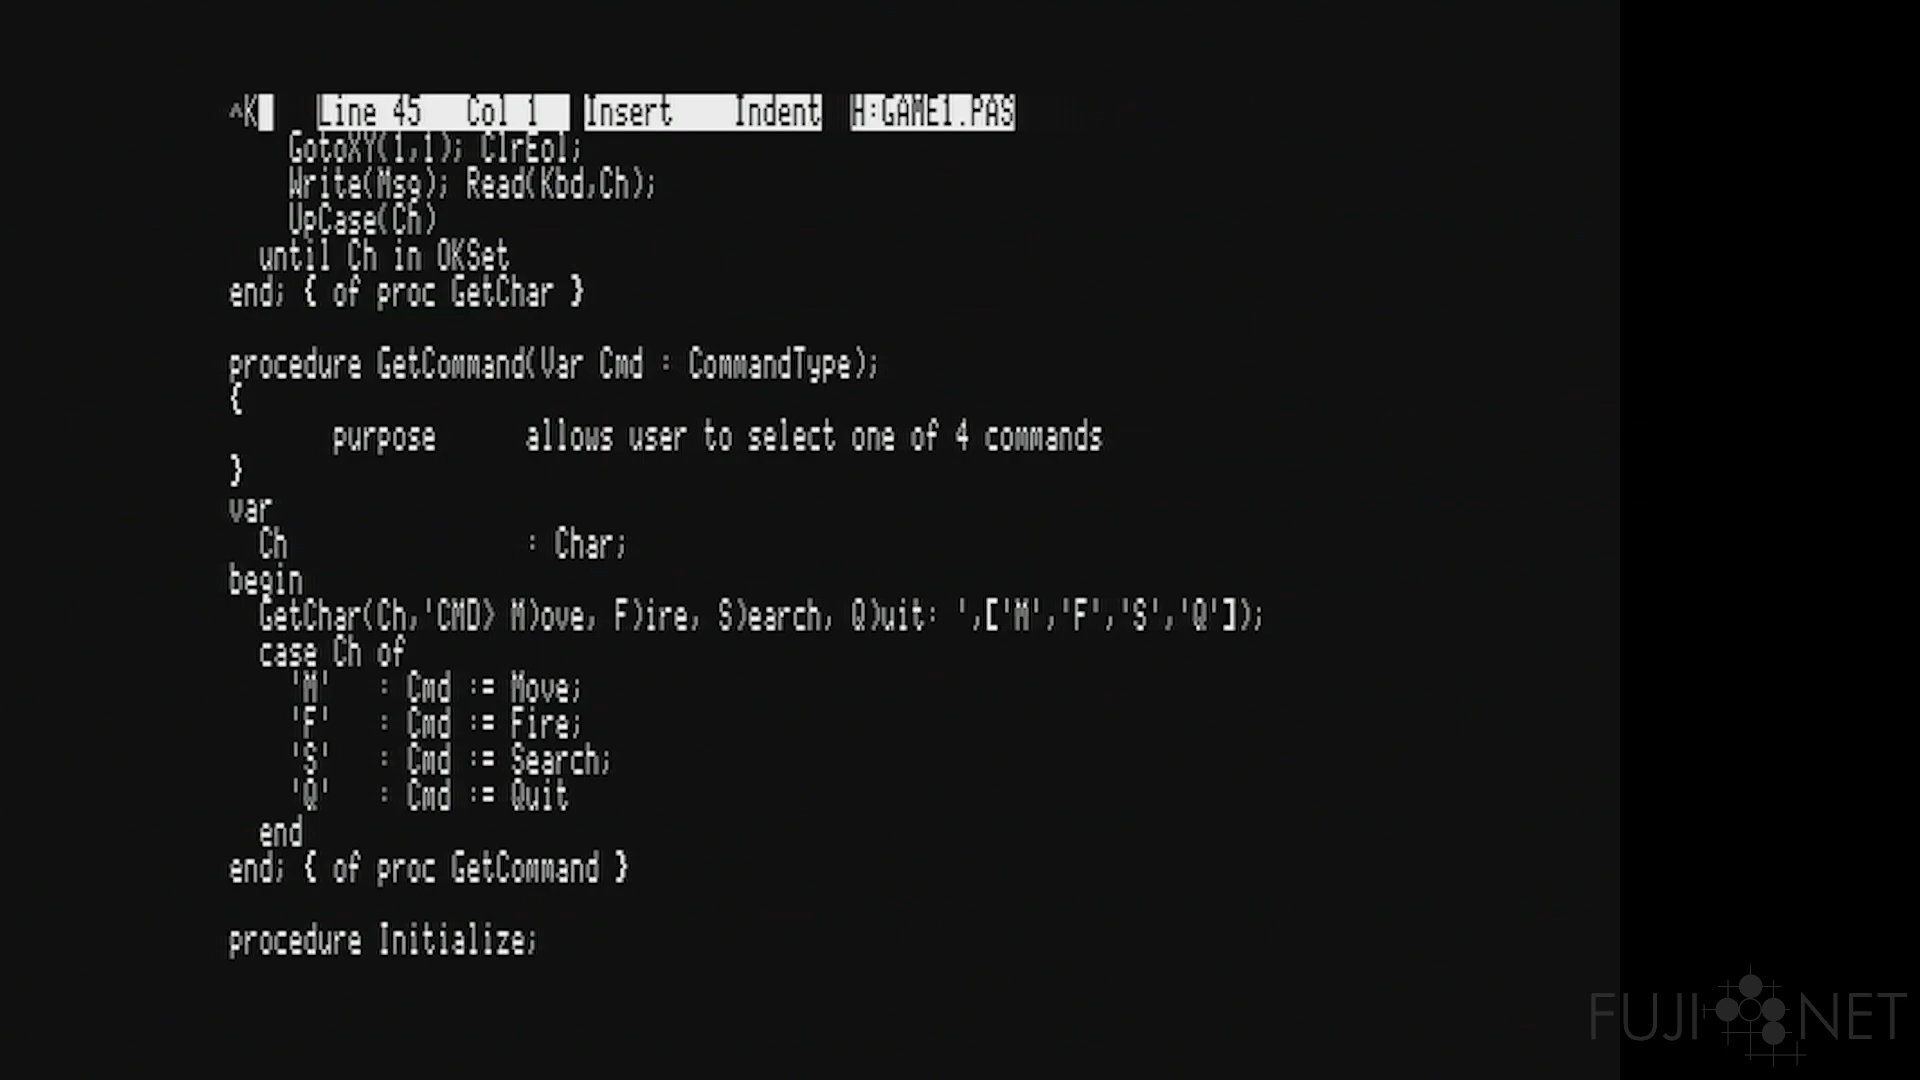 ^K   Line 45   Col 1   Insert    Indent  H:GAME1.PAS
    GotoXY(1,1); ClrEol;
    Write(Msg); Read(Kbd,Ch);
    UpCase(Ch)
  until Ch in OKSet
end; { of proc GetChar }

procedure GetCommand(Var Cmd : CommandType);
{
       purpose      allows user to select one of 4 commands
}
var
  Ch                : Char;
begin
  GetChar(Ch,'CMD> M)ove, F)ire, S)earch, Q)uit: ',['M','F','S','Q']);
  case Ch of
    'M'   : Cmd := Move;
    'F'   : Cmd := Fire;
    'S'   : Cmd := Search;
    'Q'   : Cmd := Quit
  end
end; { of proc GetCommand }

procedure Initialize;
FUJI NET